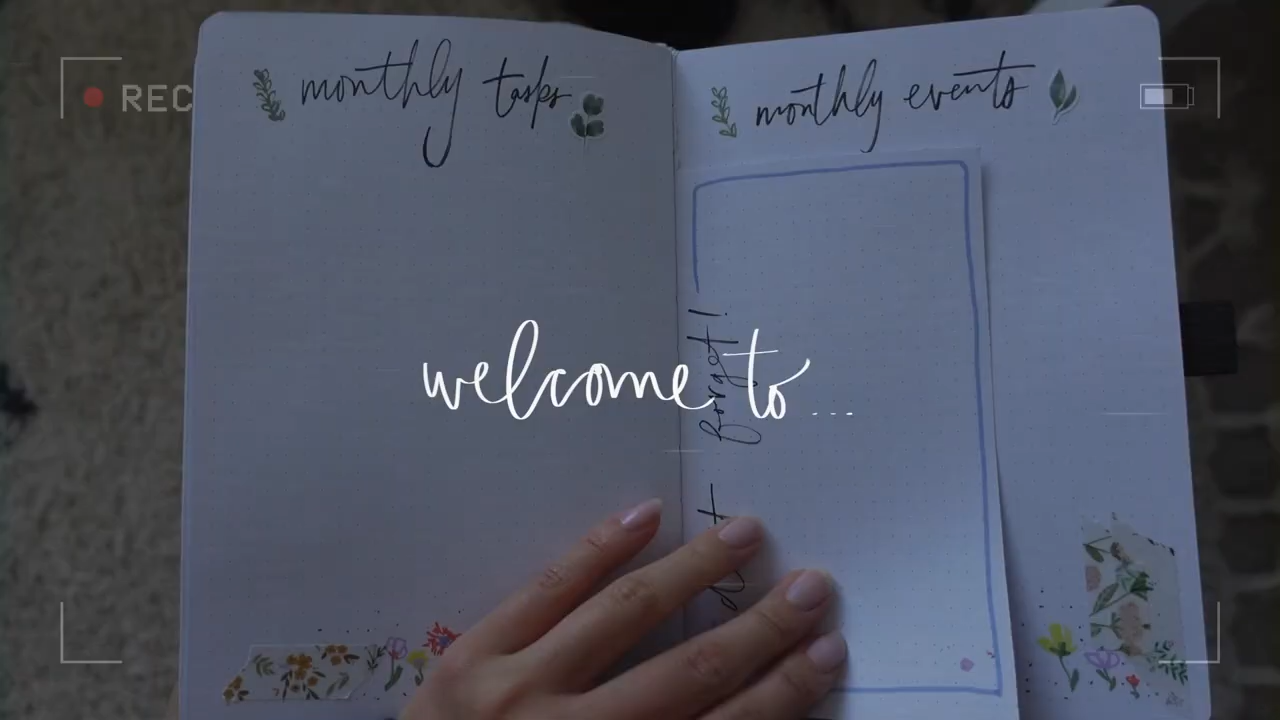 REC
monthly tasks
monthly events
forget!
welcome to...